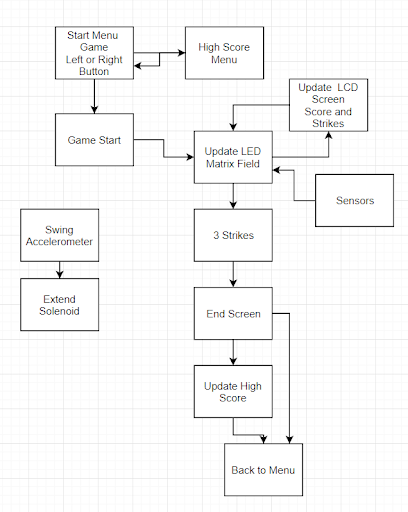 Start Menu
Game
Left or Right
Button
High Score
Menu
Update LCD
Screen
Score and
Strikes
Game Start
Update LED
Matrix Field
Sensors
Swing
Accelerometer
3 Strikes
Extend
Solenoid
End Screen
Update High
Score
Back to Menu